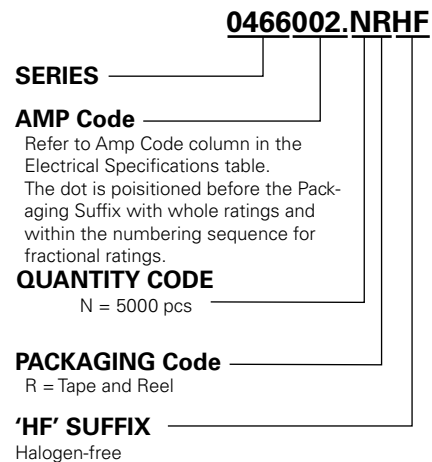 0466002.NRHF
SERIES
AMP Code
Refer to Amp Code column in the
Electrical Specifications table.
The dot is poisitioned before the Pack-
aging Suffix with whole ratings and
within the numbering sequence for
fractional ratings.
QUANTITY CODE
N = 5000 pcs
PACKAGING Code
R = Tape and Reel
‘HF’ SUFFIX
Halogen-free